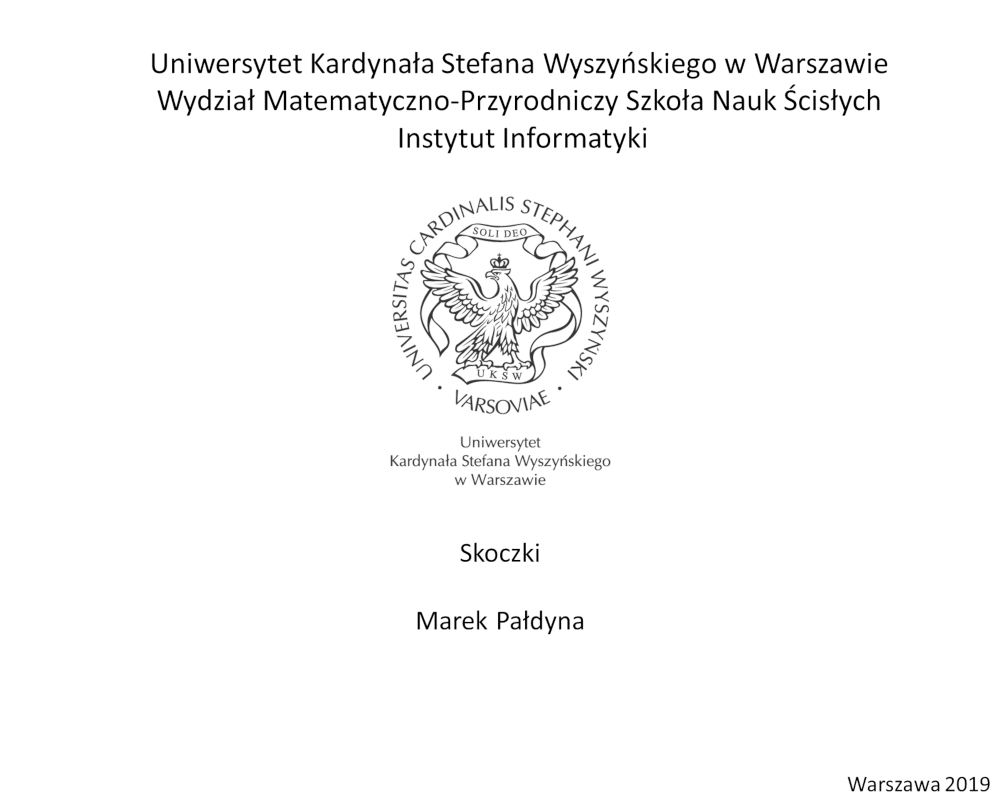 Uniwersytet Kardynała Stefana Wyszyńskiego w Warszawie
Wydział Matematyczno-Przyrodniczy Szkoła Nauk Ścisłych
Instytut Informatyki
UNIVERSITAS CARDINALIS STEPHANI WYSZYŃSKI
SOLI DEO
UKSW
• VARSOVIAE •
Uniwersytet
Kardynała Stefana Wyszyńskiego
w Warszawie
Skoczki
Marek Pałdyna
Warszawa 2019